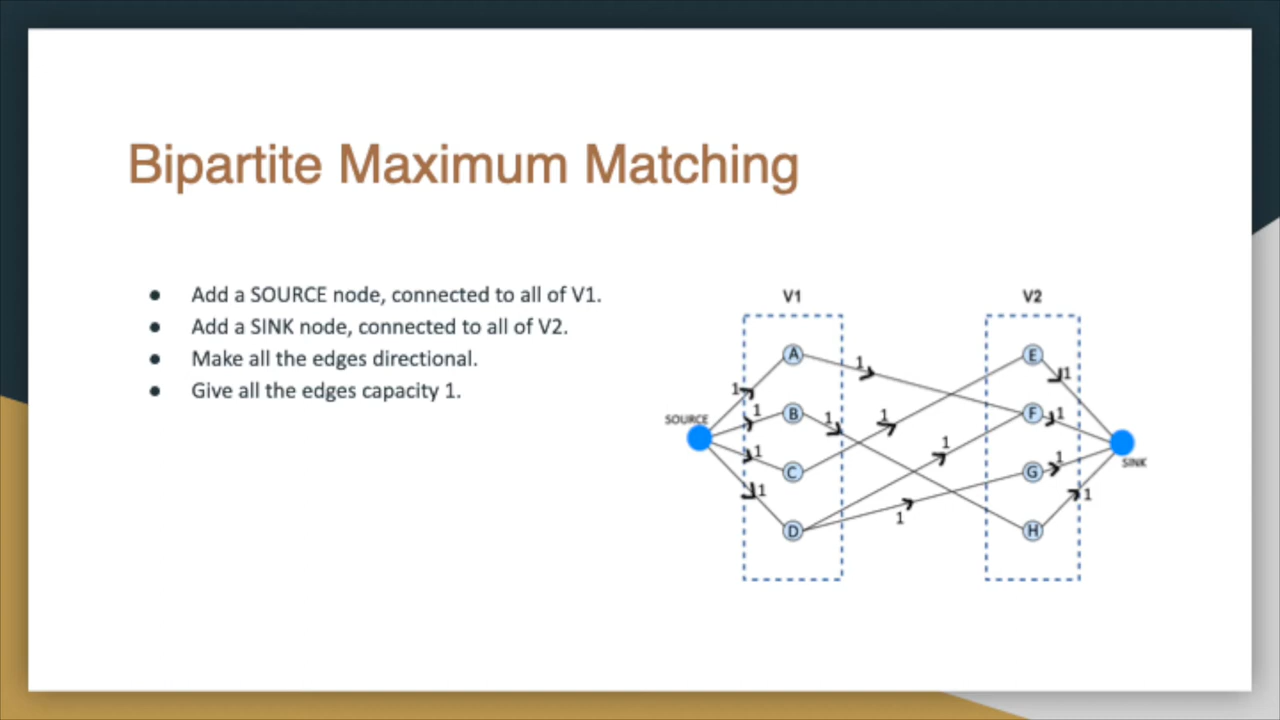 Bipartite Maximum Matching
● Add a SOURCE node, connected to all of V1.
● Add a SINK node, connected to all of V2.
● Make all the edges directional.
● Give all the edges capacity 1.
V1 V2
A 1 E
1 1
1 B 1 1 F 1
SOURCE
1 C 1 G 1
SINK
1 D 1 H 1